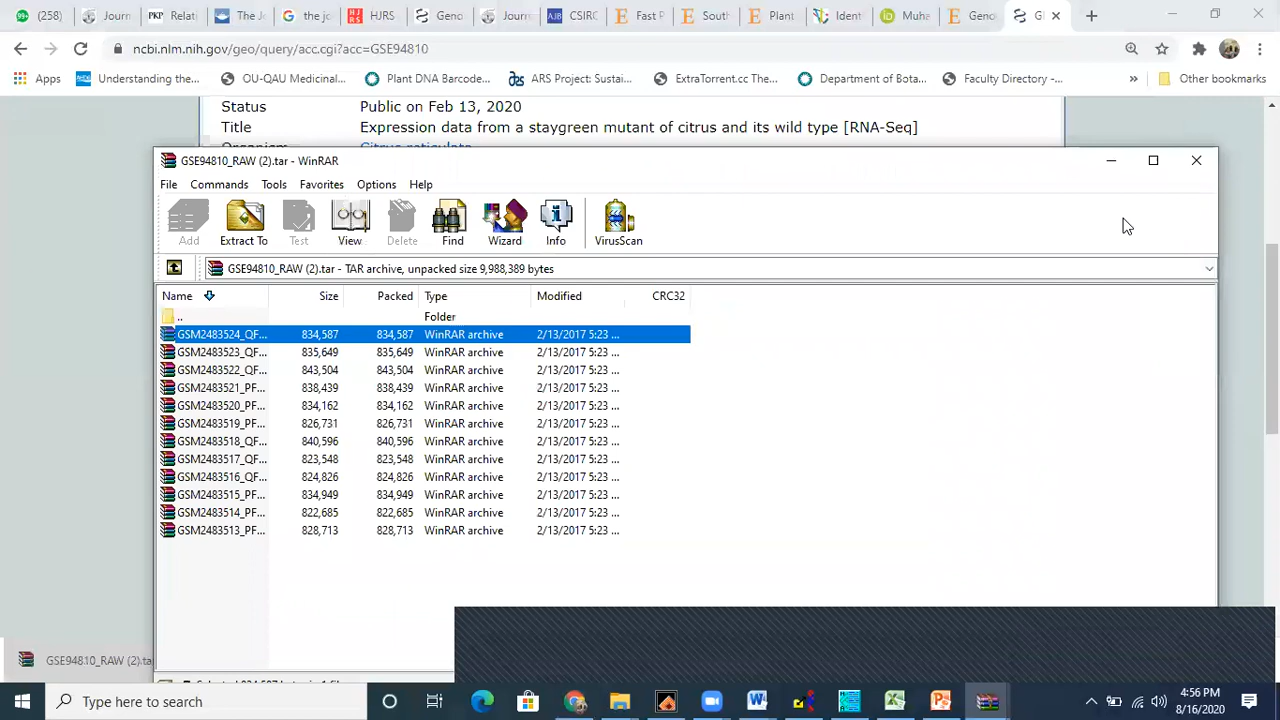 (258) Journ PKP Relati The J the jo HJRS Geno Journ AJB CSIRC Fast P South Plant Ident Muha Geno G
ncbi.nlm.nih.gov/geo/query/acc.cgi?acc=GSE94810
Apps Understanding the... OU-QAU Medicinal... Plant DNA Barcode... ARS Project: Sustai... ExtraTorrent.cc The... Department of Bota... Faculty Directory -... » Other bookmarks
Status Public on Feb 13, 2020
Title Expression data from a staygreen mutant of citrus and its wild type [RNA-Seq]
Organism Citrus reticulata
GSE94810_RAW (2).tar - WinRAR
File Commands Tools Favorites Options Help
Add Extract To Test View Delete Find Wizard Info VirusScan
GSE94810_RAW (2).tar - TAR archive, unpacked size 9,988,389 bytes
Name Size Packed Type Modified CRC32
.. Folder
GSM2483524_QF... 834,587 834,587 WinRAR archive 2/13/2017 5:23 ...
GSM2483523_QF... 835,649 835,649 WinRAR archive 2/13/2017 5:23 ...
GSM2483522_QF... 843,504 843,504 WinRAR archive 2/13/2017 5:23 ...
GSM2483521_PF... 838,439 838,439 WinRAR archive 2/13/2017 5:23 ...
GSM2483520_PF... 834,162 834,162 WinRAR archive 2/13/2017 5:23 ...
GSM2483519_PF... 826,731 826,731 WinRAR archive 2/13/2017 5:23 ...
GSM2483518_QF... 840,596 840,596 WinRAR archive 2/13/2017 5:23 ...
GSM2483517_QF... 823,548 823,548 WinRAR archive 2/13/2017 5:23 ...
GSM2483516_QF... 824,826 824,826 WinRAR archive 2/13/2017 5:23 ...
GSM2483515_PF... 834,949 834,949 WinRAR archive 2/13/2017 5:23 ...
GSM2483514_PF... 822,685 822,685 WinRAR archive 2/13/2017 5:23 ...
GSM2483513_PF... 828,713 828,713 WinRAR archive 2/13/2017 5:23 ...
GSE94810_RAW (2).ta
Type here to search
4:56 PM
8/16/2020